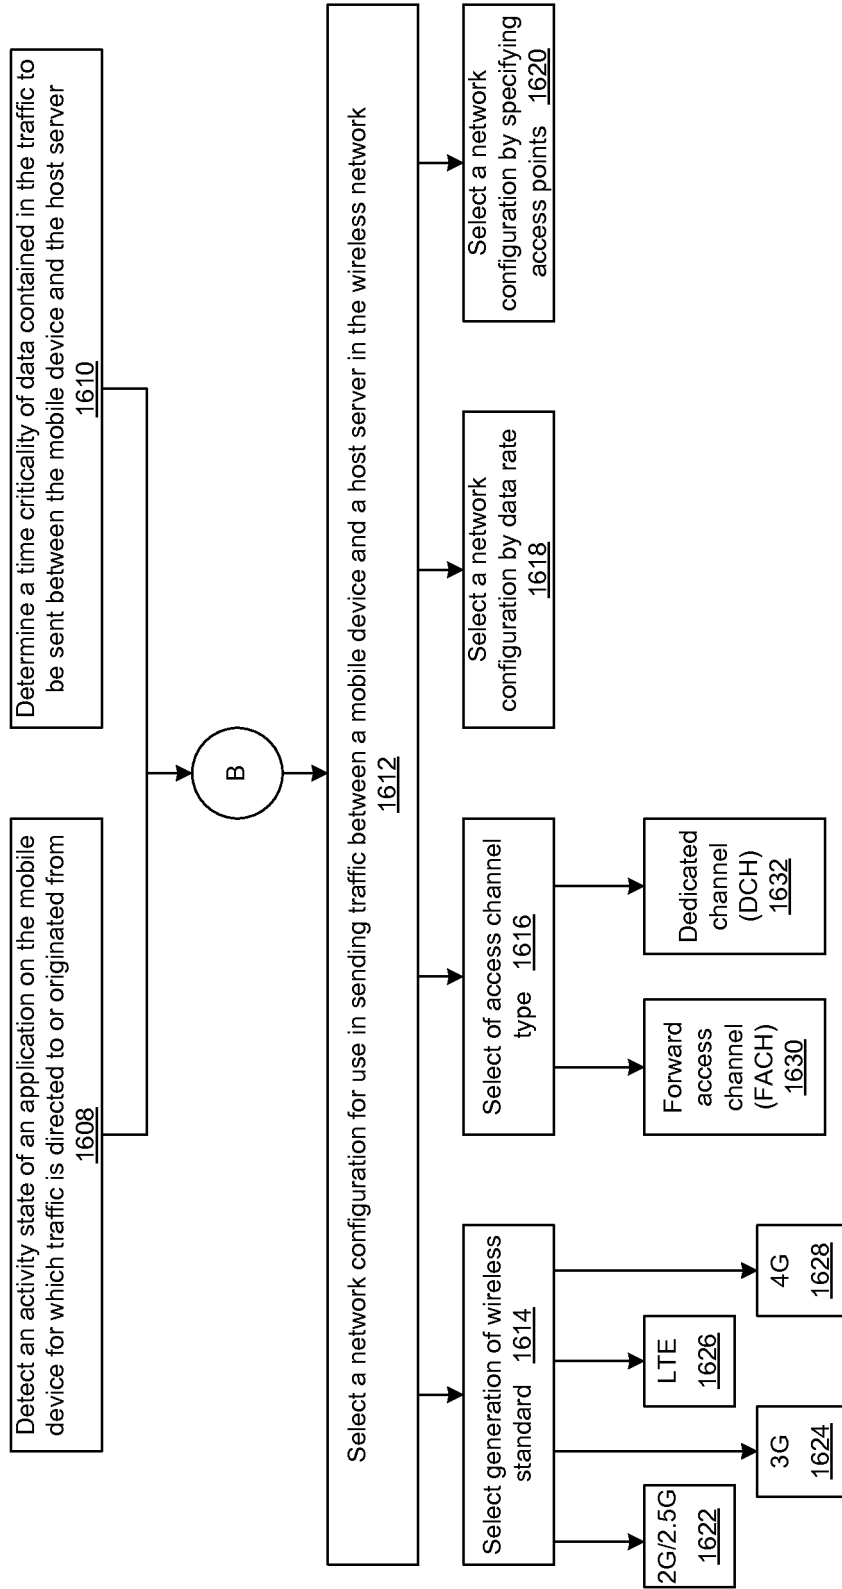 Detect an activity state of an application on the mobile
device for which traffic is directed to or originated from
1608
Determine a time criticality of data contained in the traffic to
be sent between the mobile device and the host server
1610
B
Select a network configuration for use in sending traffic between a mobile device and a host server in the wireless network
1612
Select generation of wireless
standard 1614
Select of access channel
type 1616
Select a network
configuration by data rate
1618
Select a network
configuration by specifying
access points 1620
2G/2.5G
1622
3G
1624
LTE
1626
4G
1628
Forward
access
channel
(FACH)
1630
Dedicated
channel
(DCH)
1632